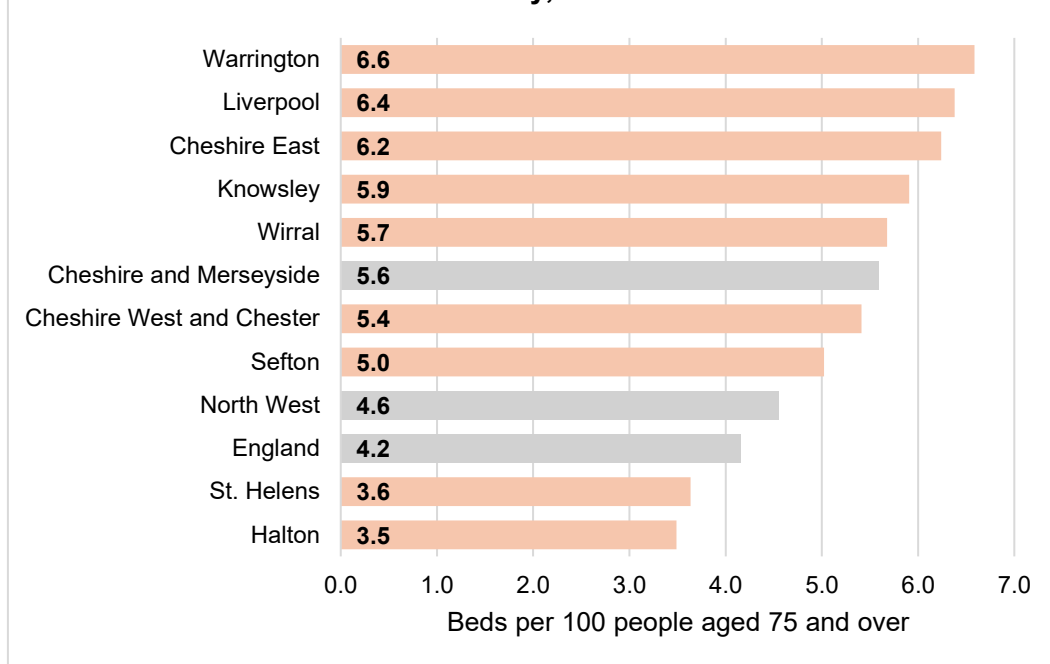 Warrington 6.6
Liverpool 6.4
Cheshire East 6.2
Knowsley 5.9
Wirral 5.7
Cheshire and Merseyside 5.6
Cheshire West and Chester 5.4
Sefton 5.0
North West 4.6
England 4.2
St. Helens 3.6
Halton 3.5
0.0 1.0 2.0 3.0 4.0 5.0 6.0 7.0
Beds per 100 people aged 75 and over